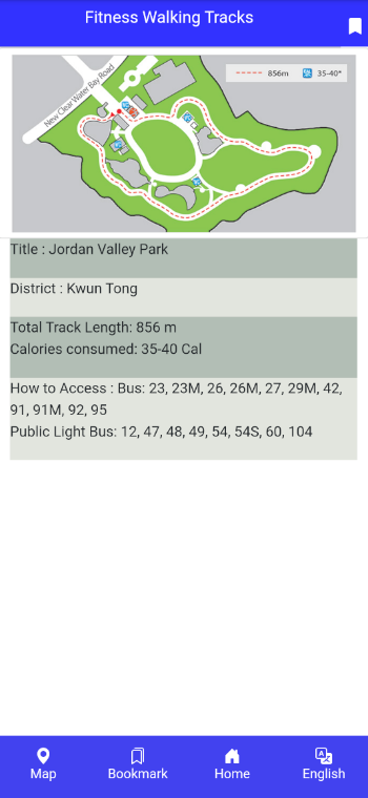 Fitness Walking Tracks
856m
35-40*
New Clear Water Bay Road
Title : Jordan Valley Park
District : Kwun Tong
Total Track Length: 856 m
Calories consumed: 35-40 Cal
How to Access : Bus: 23, 23M, 26, 26M, 27, 29M, 42,
91, 91M, 92, 95
Public Light Bus: 12, 47, 48, 49, 54, 54S, 60, 104
Map
Bookmark
Home
English